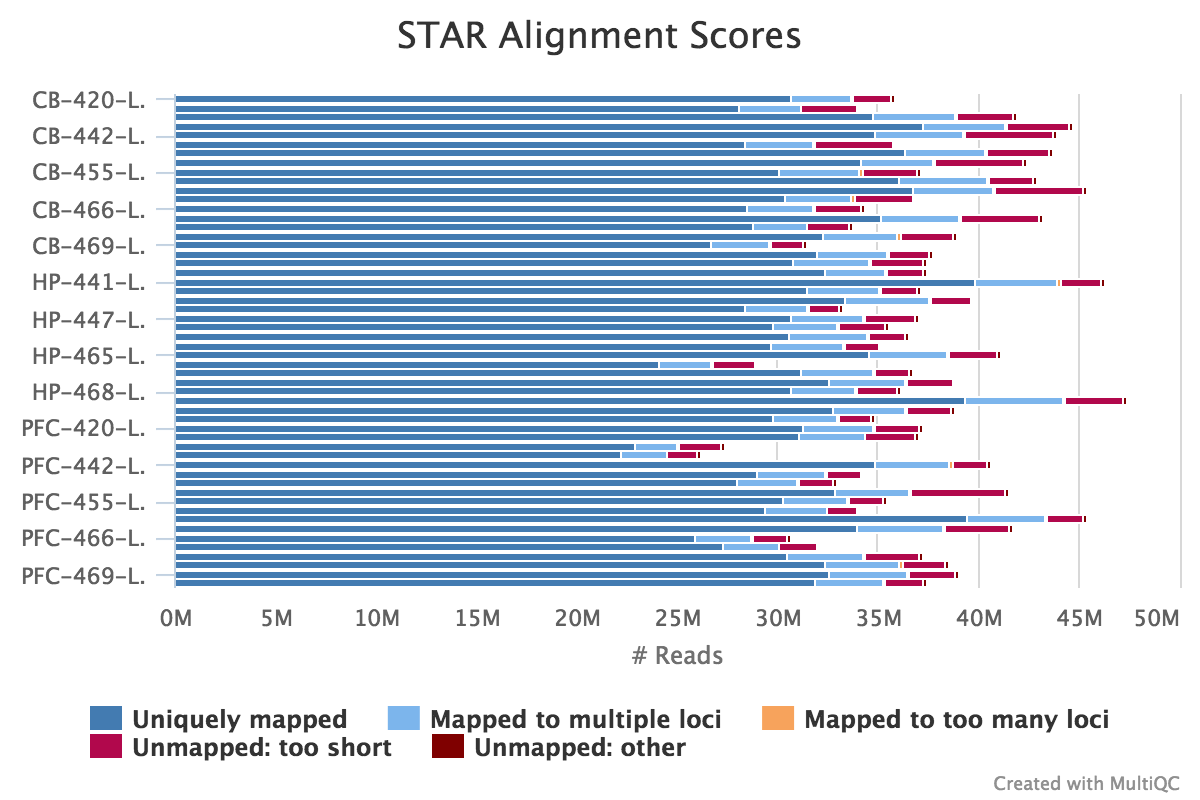 STAR Alignment Scores
CB-420-L.
CB-442-L.
CB-455-L.
CB-466-L.
CB-469-L.
HP-441-L.
HP-447-L.
HP-465-L.
HP-468-L.
PFC-420-L.
PFC-442-L.
PFC-455-L.
PFC-466-L.
PFC-469-L.
0M 5M 10M 15M 20M 25M 30M 35M 40M 45M 50M
# Reads
Uniquely mapped Mapped to multiple loci Mapped to too many loci
Unmapped: too short Unmapped: other
Created with MultiQC